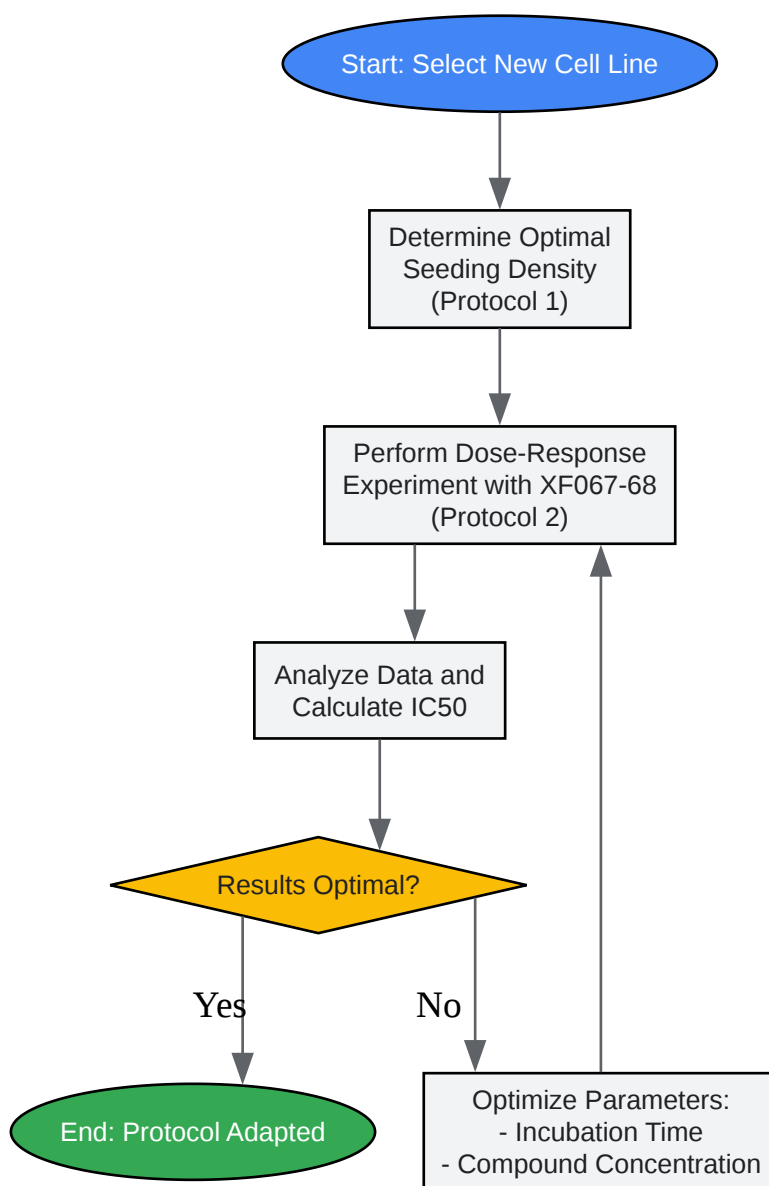 Start: Select New Cell Line
Determine Optimal
Seeding Density
(Protocol 1)
Perform Dose-Response
Experiment with XF067-68
(Protocol 2)
Analyze Data and
Calculate IC50
Results Optimal?
Yes
No
End: Protocol Adapted
Optimize Parameters:
- Incubation Time
- Compound Concentration